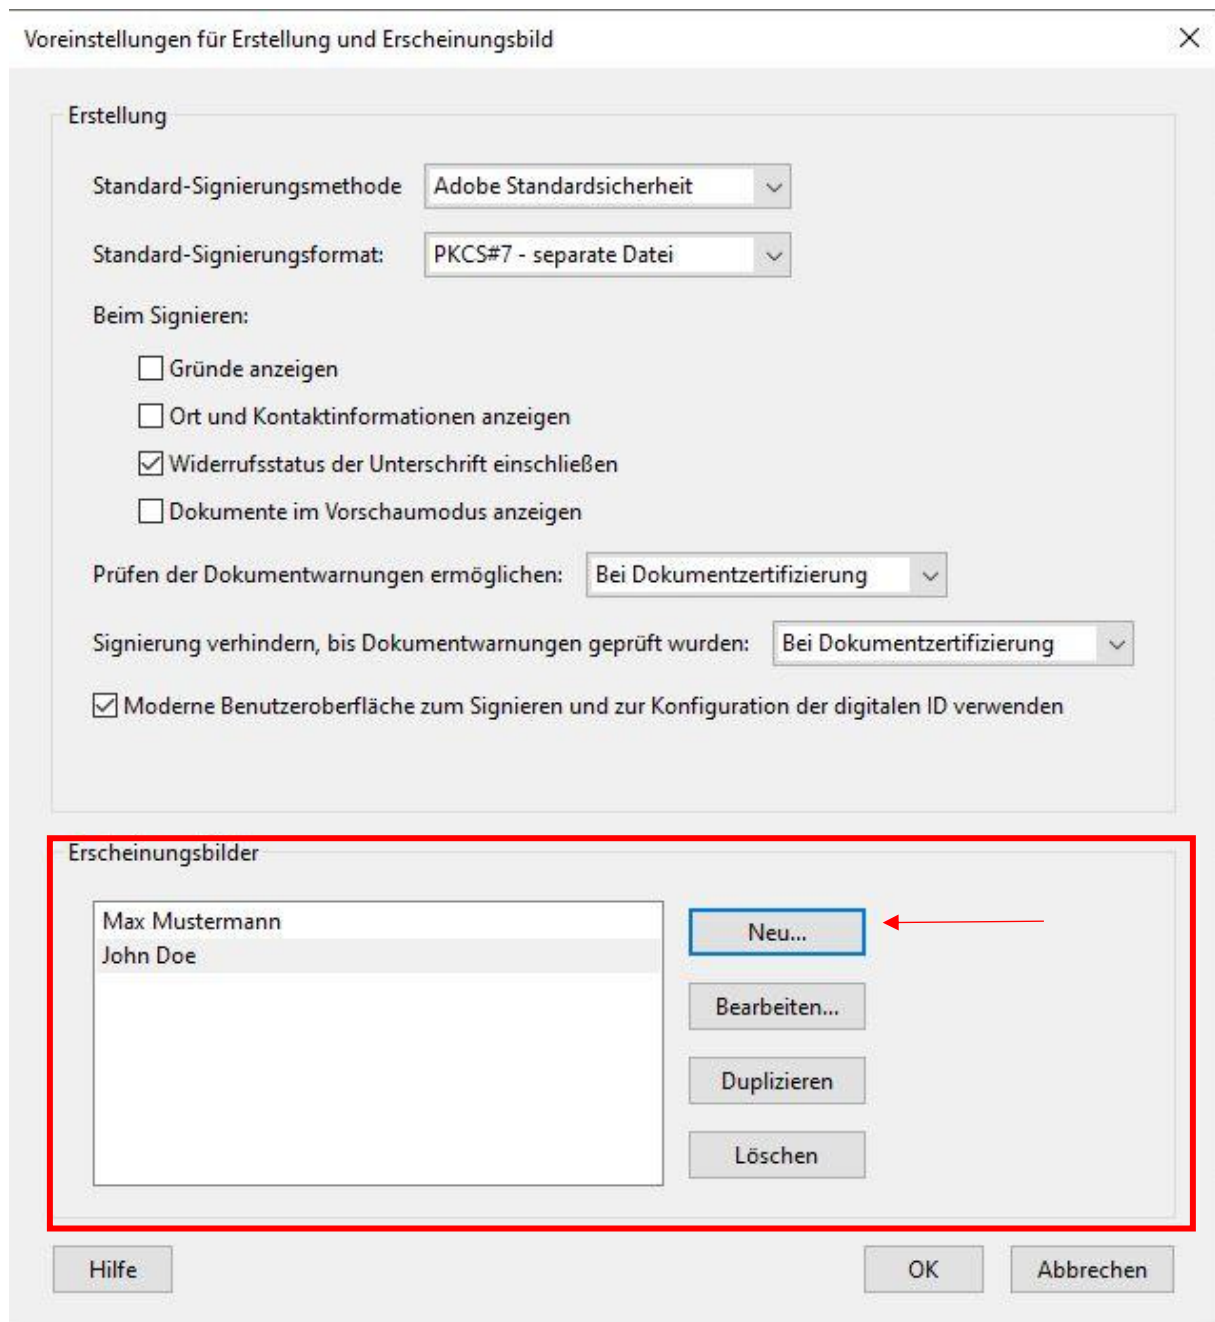 Voreinstellungen für Erstellung und Erscheinungsbild
Erstellung
Standard-Signierungsmethode Adobe Standardsicherheit
Standard-Signierungsformat: PKCS#7 - separate Datei
Beim Signieren:
Gründe anzeigen
Ort und Kontaktinformationen anzeigen
Widerrufsstatus der Unterschrift einschließen
Dokumente im Vorschaumodus anzeigen
Prüfen der Dokumentwarnungen ermöglichen: Bei Dokumentzertifizierung
Signierung verhindern, bis Dokumentwarnungen geprüft wurden: Bei Dokumentzertifizierung
Moderne Benutzeroberfläche zum Signieren und zur Konfiguration der digitalen ID verwenden
Erscheinungsbilder
Max Mustermann
John Doe
Neu...
Bearbeiten...
Duplizieren
Löschen
Hilfe OK Abbrechen